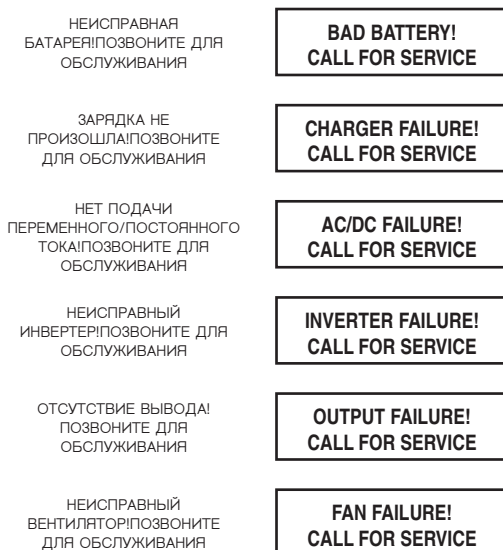 НЕИСПРАВНАЯ
БАТАРЕЯ!ПОЗВОНИТЕ ДЛЯ
ОБСЛУЖИВАНИЯ
BAD BATTERY!
CALL FOR SERVICE
ЗАРЯДКА НЕ
ПРОИЗОШЛА!ПОЗВОНИТЕ
ДЛЯ ОБСЛУЖИВАНИЯ
CHARGER FAILURE!
CALL FOR SERVICE
НЕТ ПОДАЧИ
ПЕРЕМЕННОГО/ПОСТОЯННОГО
ТОКА!ПОЗВОНИТЕ ДЛЯ
ОБСЛУЖИВАНИЯ
AC/DC FAILURE!
CALL FOR SERVICE
НЕИСПРАВНЫЙ
ИНВЕРТЕР!ПОЗВОНИТЕ ДЛЯ
ОБСЛУЖИВАНИЯ
INVERTER FAILURE!
CALL FOR SERVICE
ОТСУТСТВИЕ ВЫВОДА!
ПОЗВОНИТЕ ДЛЯ
ОБСЛУЖИВАНИЯ
OUTPUT FAILURE!
CALL FOR SERVICE
НЕИСПРАВНЫЙ
ВЕНТИЛЯТОР!ПОЗВОНИТЕ
ДЛЯ ОБСЛУЖИВАНИЯ
FAN FAILURE!
CALL FOR SERVICE